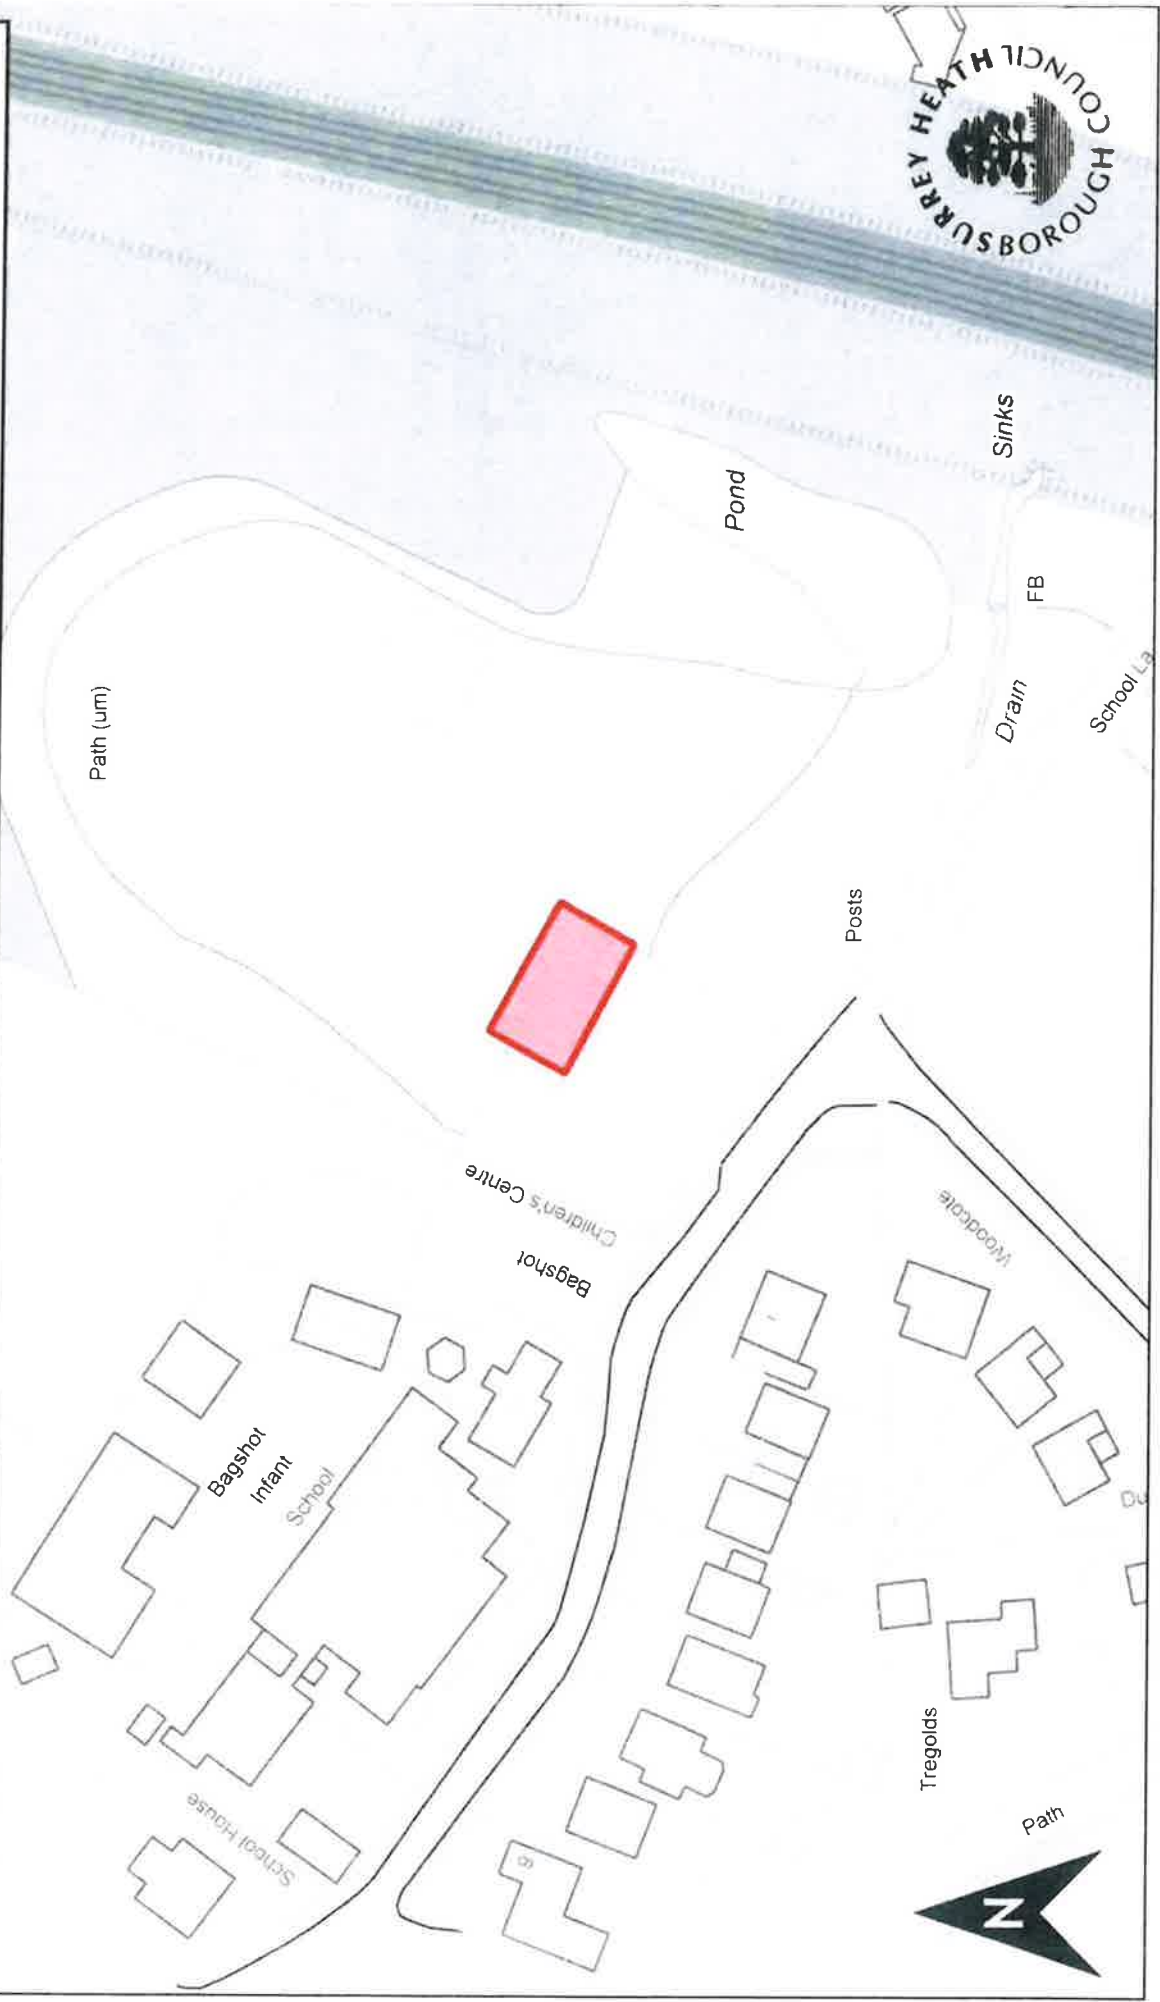 SURREY HEATH
BOROUGH COUNCIL
Sinks
Pond
FB
Drain
School La
Path (um)
Posts
Children's Centre
Bagshot
Woodcote
Bagshot
Infant
School
Du
School House
Tregolds
Path
N